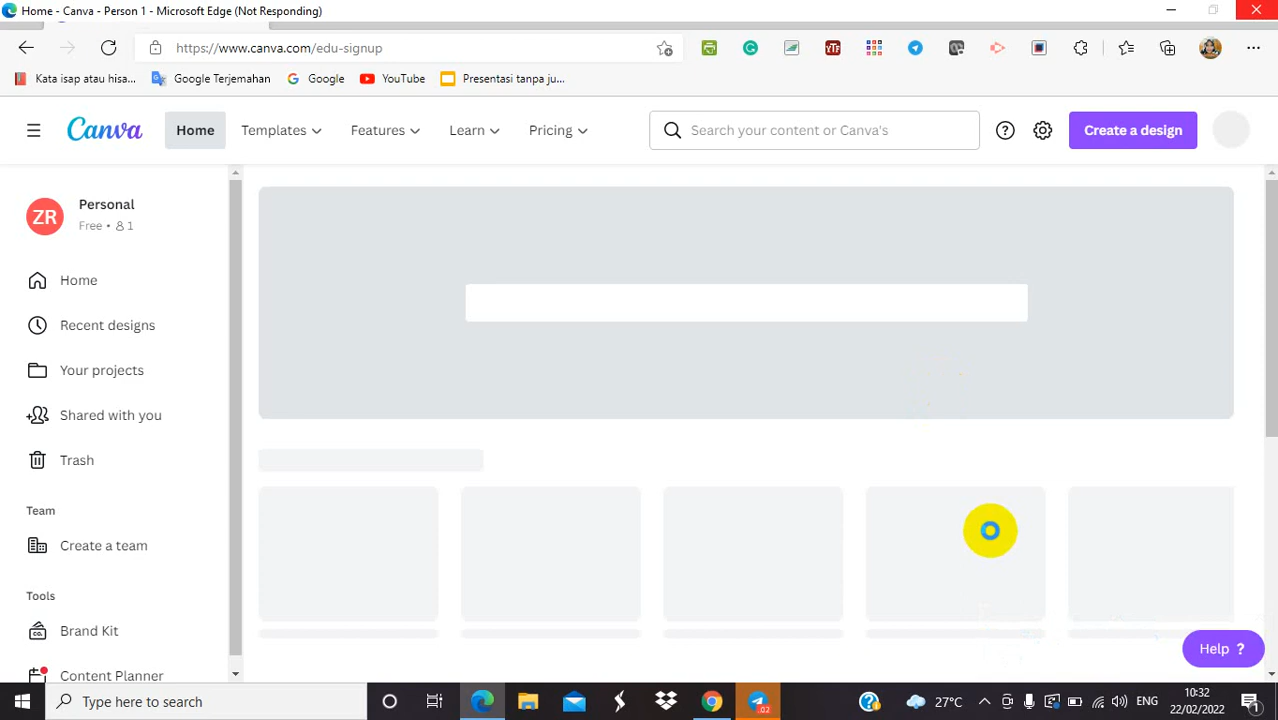 Home - Canva - Person 1 - Microsoft Edge (Not Responding)
https://www.canva.com/edu-signup
Kata isap atau hisa...
Google Terjemahan
Google
YouTube
Presentasi tanpa ju...
Canva
Home
Templates
Features
Learn
Pricing
Search your content or Canva's
Create a design
ZR
Personal
Free • 1
Home
Recent designs
Your projects
Shared with you
Trash
Team
Create a team
Tools
CO.
Brand Kit
Content Planner
Help ?
Type here to search
02
27°C
ENG
10:32
22/02/2022
1